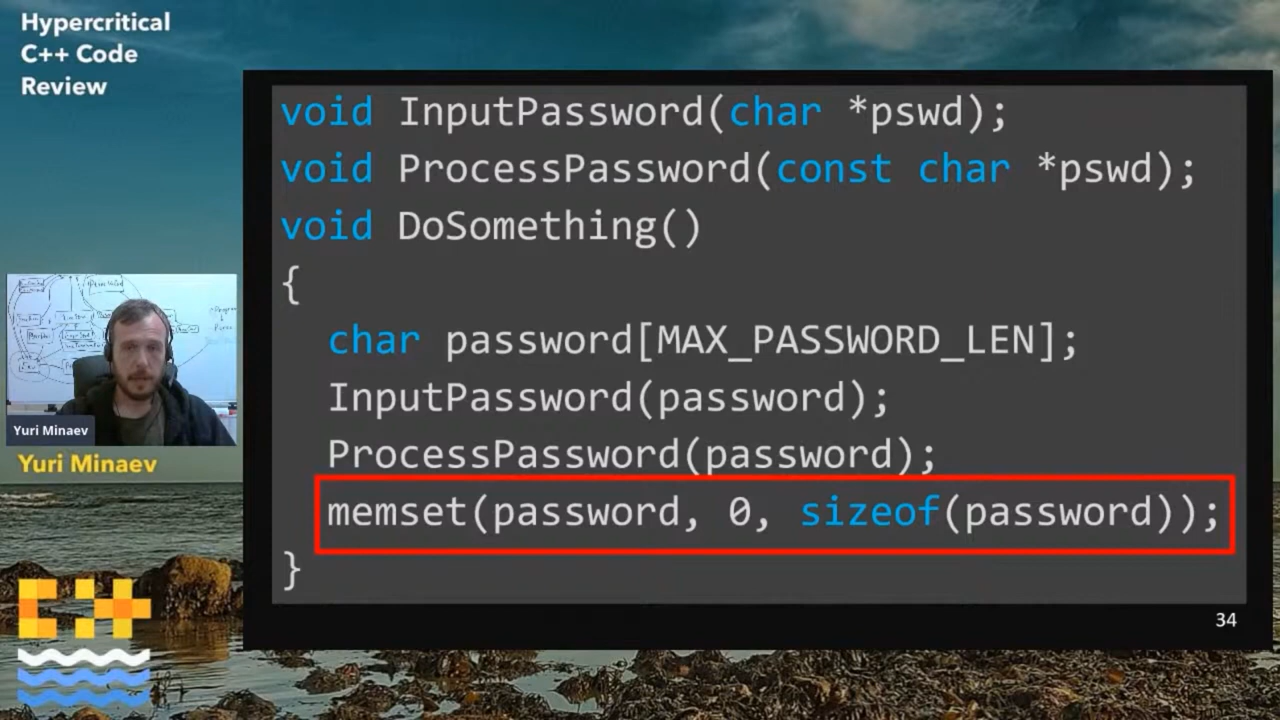 Hypercritical
C++ Code
Review
void InputPassword(char *pswd);
void ProcessPassword(const char *pswd);
void DoSomething()
{
char password[MAX_PASSWORD_LEN];
InputPassword(password);
ProcessPassword(password);
memset(password, 0, sizeof(password));
}
34
Yuri Minaev
Yuri Minaev
C++